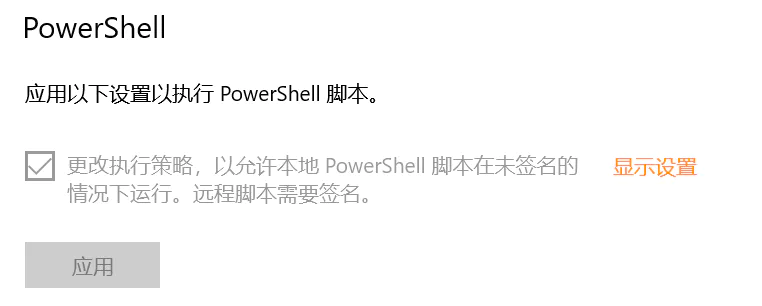 PowerShell
应用以下设置以执行 PowerShell 脚本。
更改执行策略，以允许本地 PowerShell 脚本在未签名的
情况下运行。远程脚本需要签名。
显示设置
应用